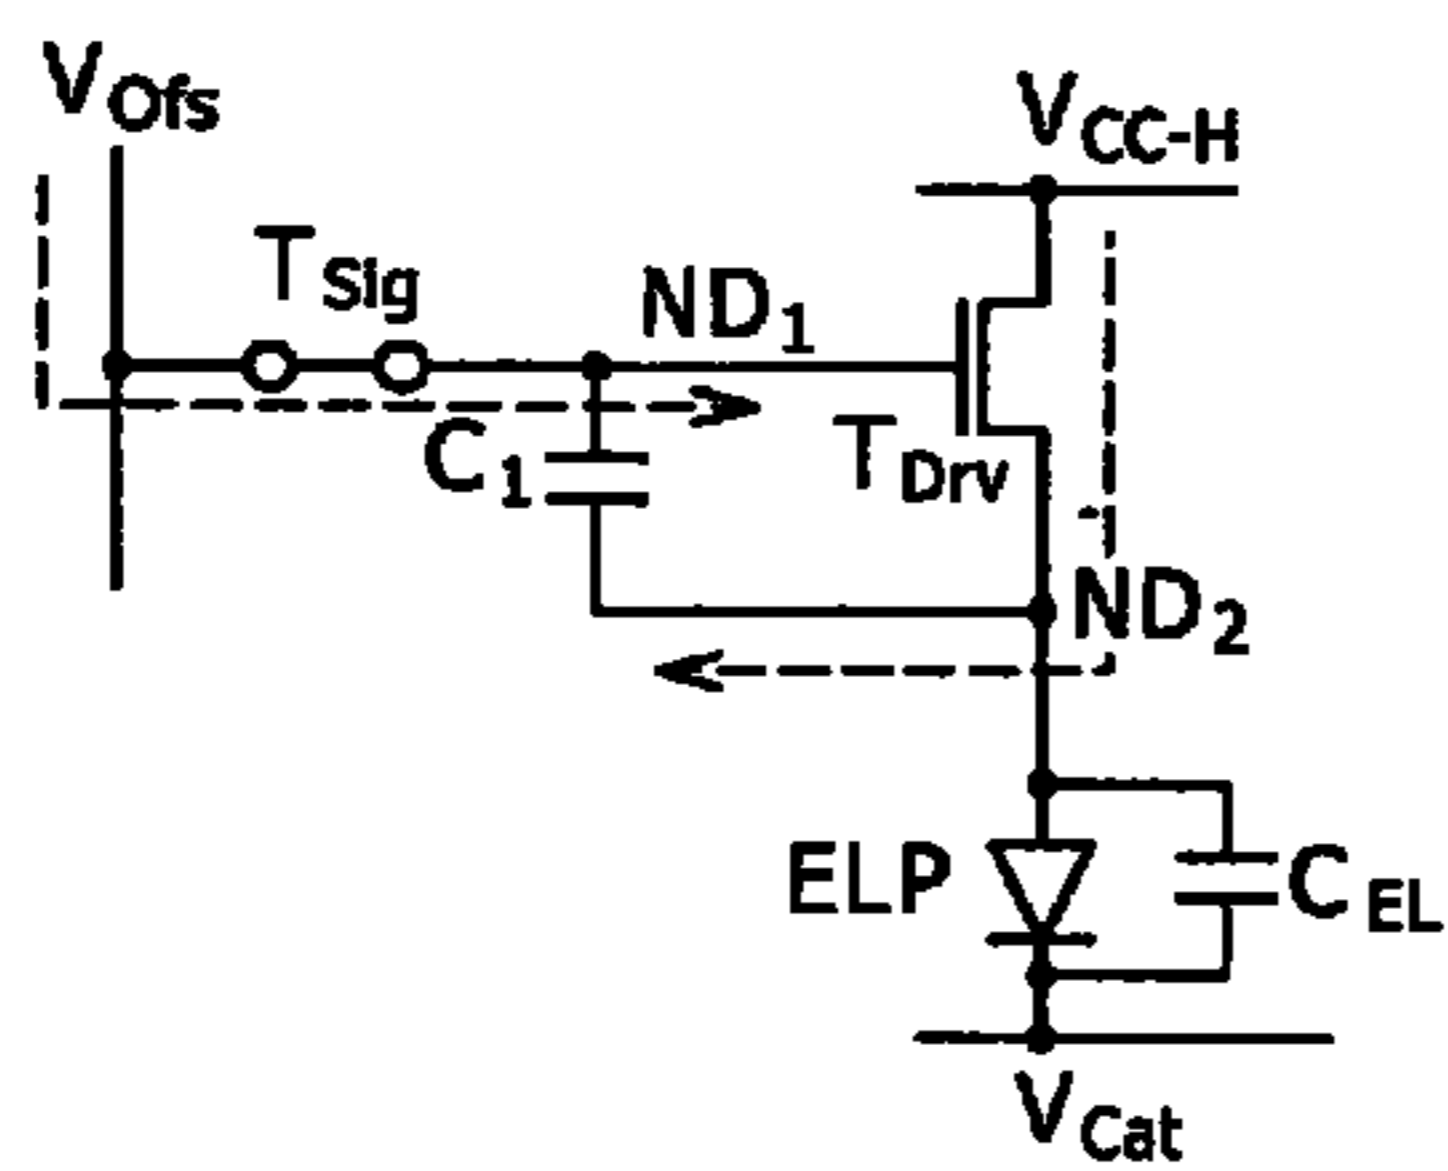 VOfs
VCC-H
TSig
ND1
C1
TDrv
ND2
ELP
CEL
VCat